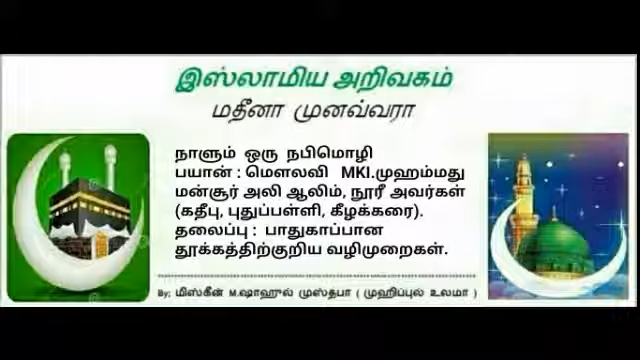 இஸ்லாமிய அறிவகம்
மதீனா முனவ்வரா
நாளும் ஒரு நபிமொழி
பயான் : மௌலவி MKI.முஹம்மது
மன்சூர் அலி ஆலிம், நூரீ அவர்கள்
(கதீபு, புதுப்பள்ளி, கீழக்கரை).
தலைப்பு : பாதுகாப்பான
தூக்கத்திற்குறிய வழிமுறைகள்.
By; மிஸ்கீன் M.ஷாஹுல் முஸ்தபா ( முஹிப்புல் உலமா )